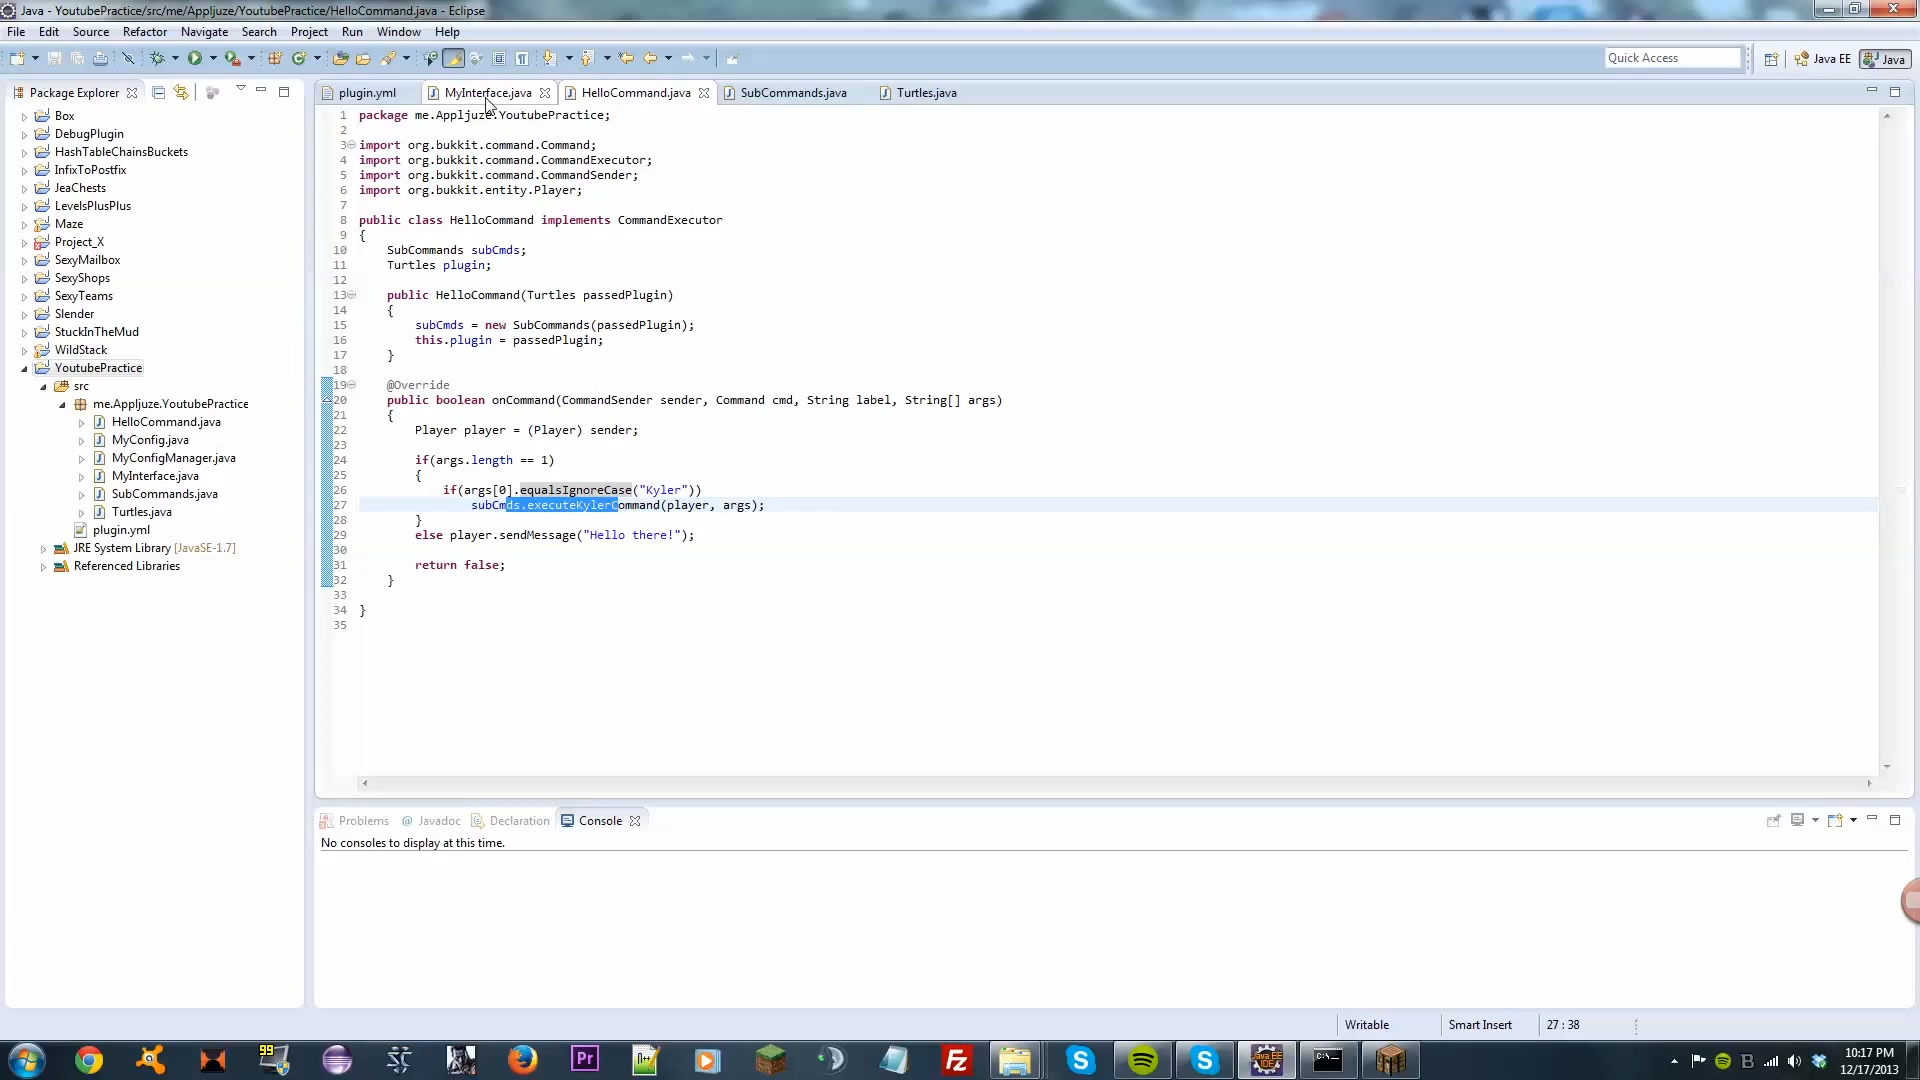 Java - YoutubePractice/src/me/Appljuze/YoutubePractice/HelloCommand.java - Eclipse
File Edit Source Refactor Navigate Search Project Run Window Help
Quick Access
Java EE
Java
Package Explorer
plugin.yml
MyInterface.java
HelloCommand.java
SubCommands.java
Turtles.java
Box
DebugPlugin
HashTableChainsBuckets
InfixToPostfix
JeaChests
LevelsPlusPlus
Maze
Project_X
SexyMailbox
SexyShops
SexyTeams
Slender
StuckInTheMud
WildStack
YoutubePractice
src
me.Appljuze.YoutubePractice
HelloCommand.java
MyConfig.java
MyConfigManager.java
MyInterface.java
SubCommands.java
Turtles.java
plugin.yml
JRE System Library [JavaSE-1.7]
Referenced Libraries
1 package me.Appljuze.YoutubePractice;
2
3 import org.bukkit.command.Command;
4 import org.bukkit.command.CommandExecutor;
5 import org.bukkit.command.CommandSender;
6 import org.bukkit.entity.Player;
7
8 public class HelloCommand implements CommandExecutor
9 {
10 SubCommands subCmds;
11 Turtles plugin;
12
13 public HelloCommand(Turtles passedPlugin)
14 {
15 subCmds = new SubCommands(passedPlugin);
16 this.plugin = passedPlugin;
17 }
18
19 @Override
20 public boolean onCommand(CommandSender sender, Command cmd, String label, String[] args)
21 {
22 Player player = (Player) sender;
23
24 if(args.length == 1)
25 {
26 if(args[0].equalsIgnoreCase("Kyler"))
27 subCmds.executeKylerCommand(player, args);
28 }
29 else player.sendMessage("Hello there!");
30
31 return false;
32 }
33
34 }
35
Problems @ Javadoc Declaration Console
No consoles to display at this time.
Writable
Smart Insert
27 : 38
99
Pr
Fz
Java EE
IDE
C:\
10:17 PM
12/17/2013